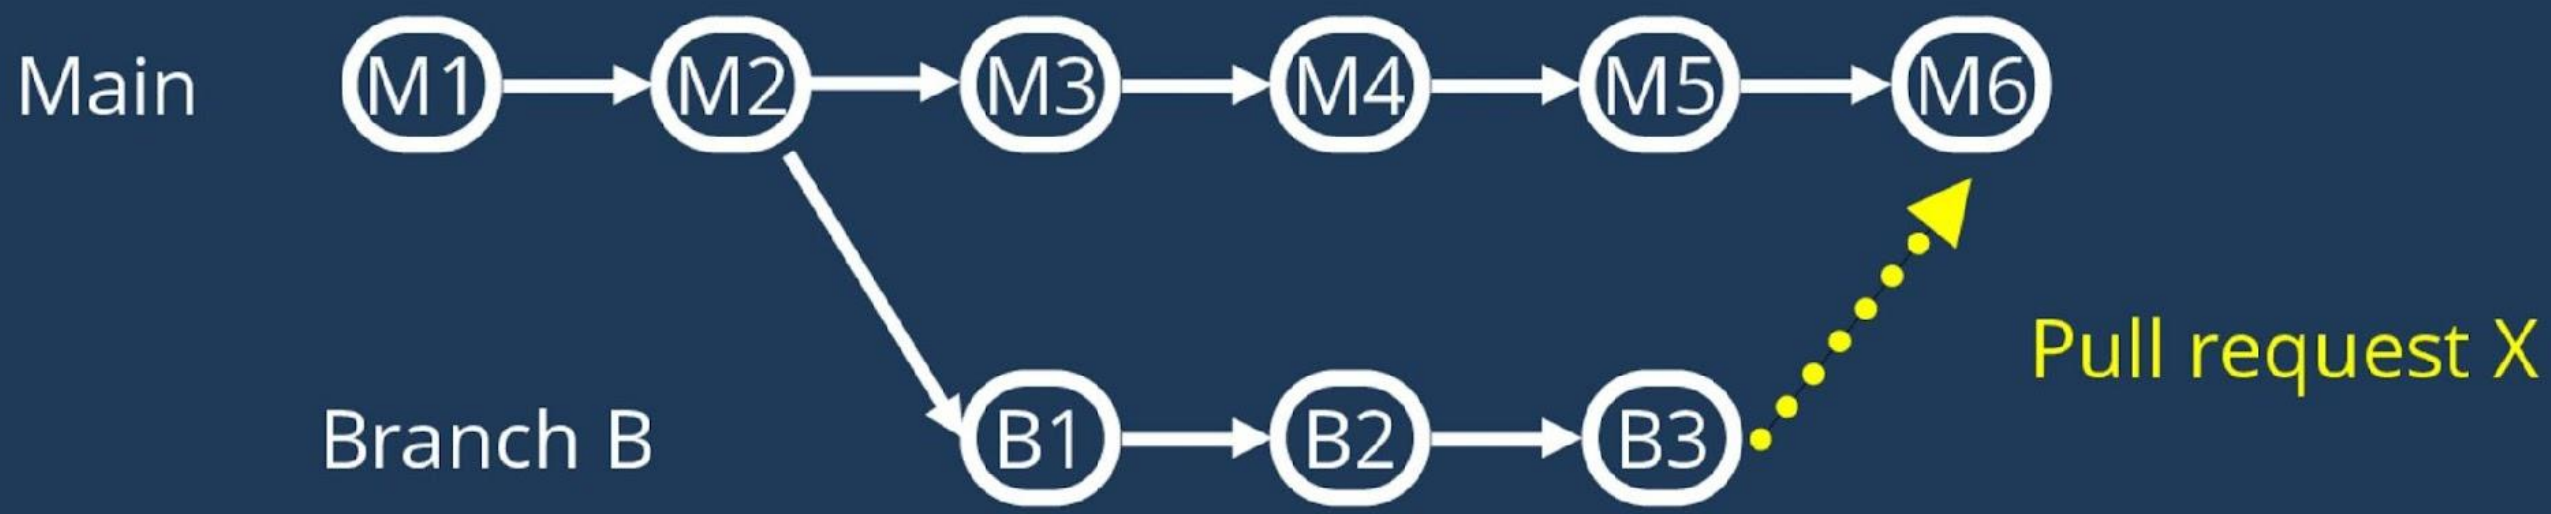 Main M1 M2 M3 M4 M5 M6
Pull request X
Branch B B1 B2 B3